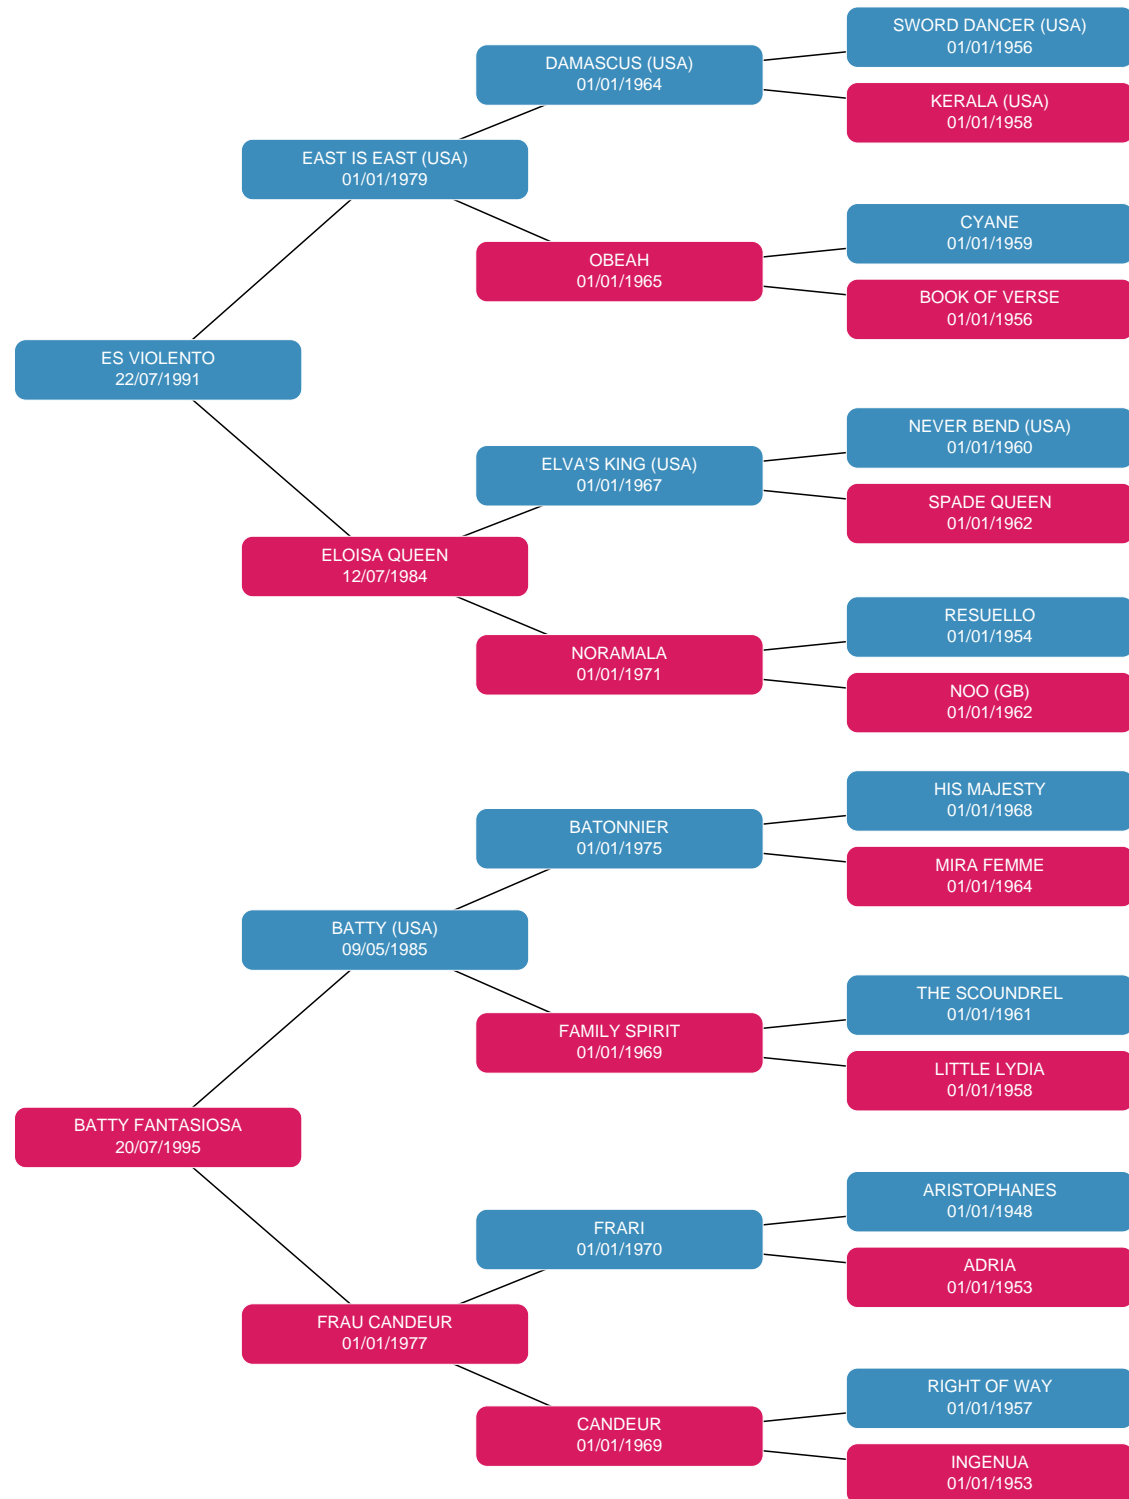 SWORD DANCER (USA)
01/01/1956
DAMASCUS (USA)
01/01/1964
KERALA (USA)
01/01/1958
EAST IS EAST (USA)
01/01/1979
CYANE
01/01/1959
OBEAH
01/01/1965
BOOK OF VERSE
01/01/1956
ES VIOLENTO
22/07/1991
NEVER BEND (USA)
01/01/1960
ELVA'S KING (USA)
01/01/1967
SPADE QUEEN
01/01/1962
ELOISA QUEEN
12/07/1984
RESUELLO
01/01/1954
NORAMALA
01/01/1971
NOO (GB)
01/01/1962
HIS MAJESTY
01/01/1968
BATONNIER
01/01/1975
MIRA FEMME
01/01/1964
BATTY (USA)
09/05/1985
THE SCOUNDREL
01/01/1961
FAMILY SPIRIT
01/01/1969
LITTLE LYDIA
01/01/1958
BATTY FANTASIOSA
20/07/1995
ARISTOPHANES
01/01/1948
FRARI
01/01/1970
ADRIA
01/01/1953
FRAU CANDEUR
01/01/1977
RIGHT OF WAY
01/01/1957
CANDEUR
01/01/1969
INGENUA
01/01/1953